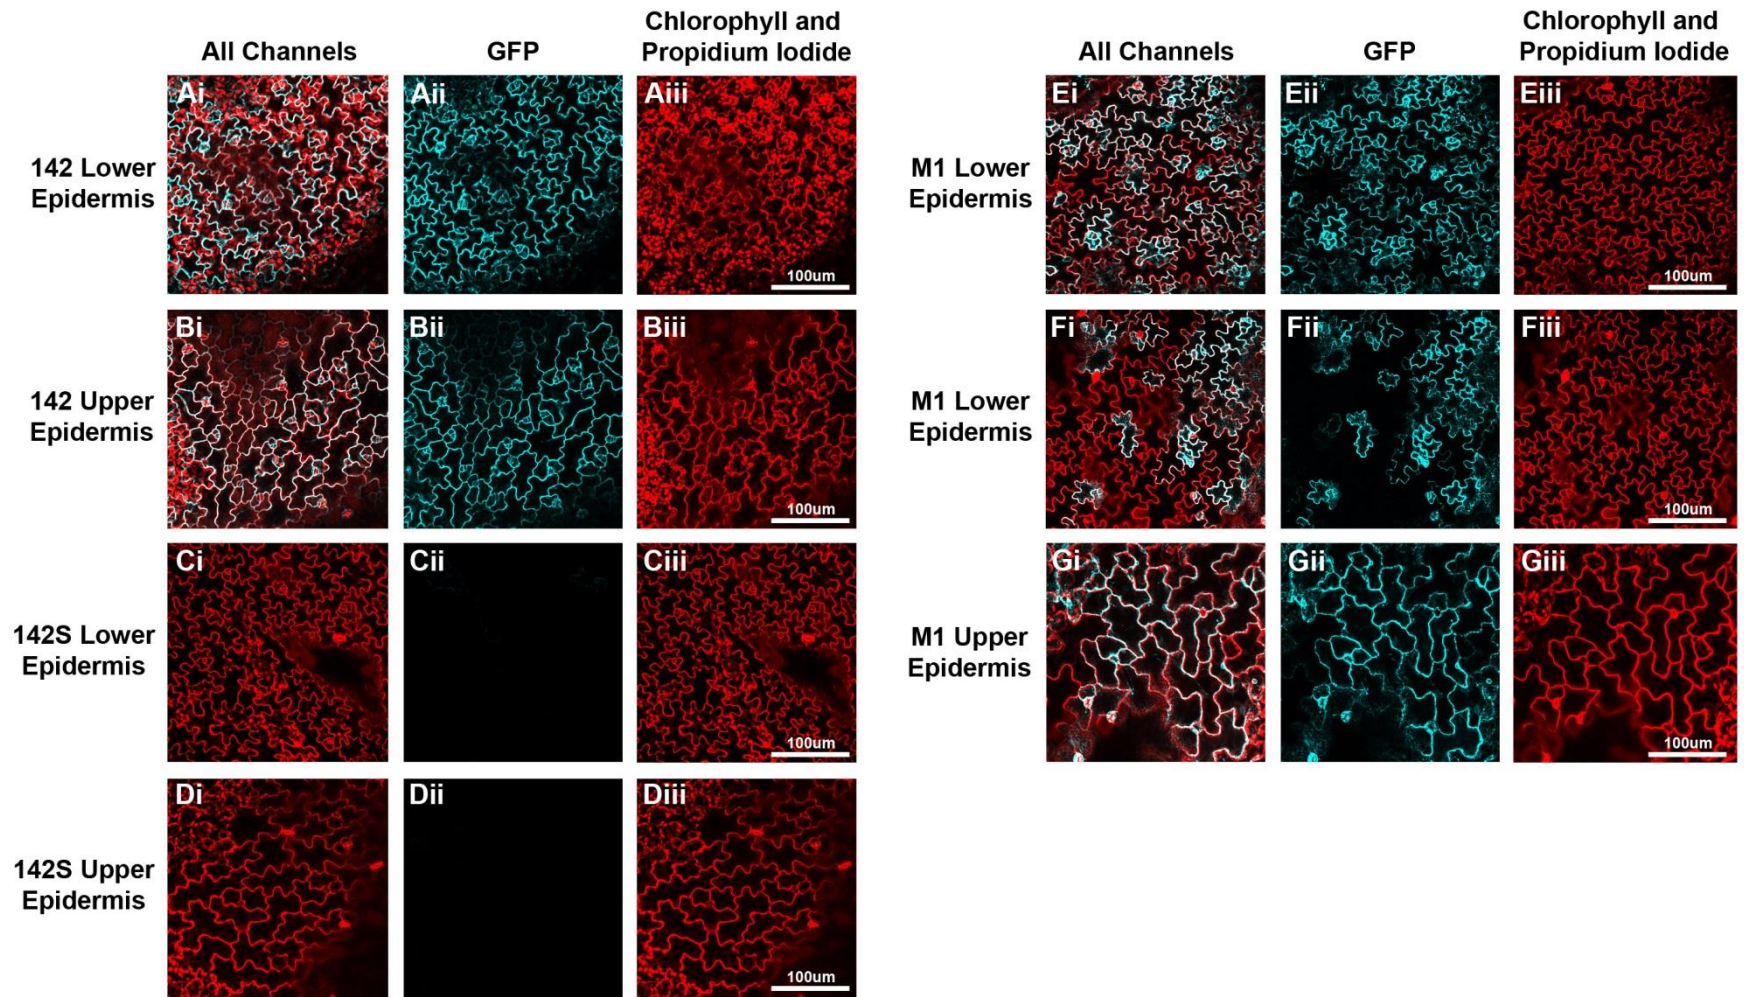 All Channels
GFP
Chlorophyll and
Propidium Iodide
142 Lower
Epidermis
Ai
Aii
Aiii
100um
142 Upper
Epidermis
Bi
Bii
Biii
100um
142S Lower
Epidermis
Ci
Cii
Ciii
100um
142S Upper
Epidermis
Di
Dii
Diii
100um
All Channels
GFP
Chlorophyll and
Propidium Iodide
M1 Lower
Epidermis
Ei
Eii
Eiii
100um
M1 Lower
Epidermis
Fi
Fii
Fiii
100um
M1 Upper
Epidermis
Gi
Gii
Giii
100um